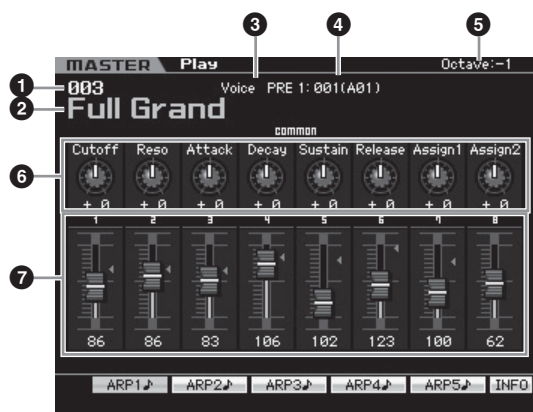 3 4 5
MASTER Play Octave:-1
1 003 Voice PRE 1:001(A01)
2 Full Grand
common
Cutoff Reso Attack Decay Sustain Release Assign1 Assign2
6
+ 0 + 0 + 0 + 0 + 0 + 0 + 0 + 0
1 2 3 4 5 6 7 8
7
86 86 83 106 102 123 100 62
ARP1♪ ARP2♪ ARP3♪ ARP4♪ ARP5♪ INFO